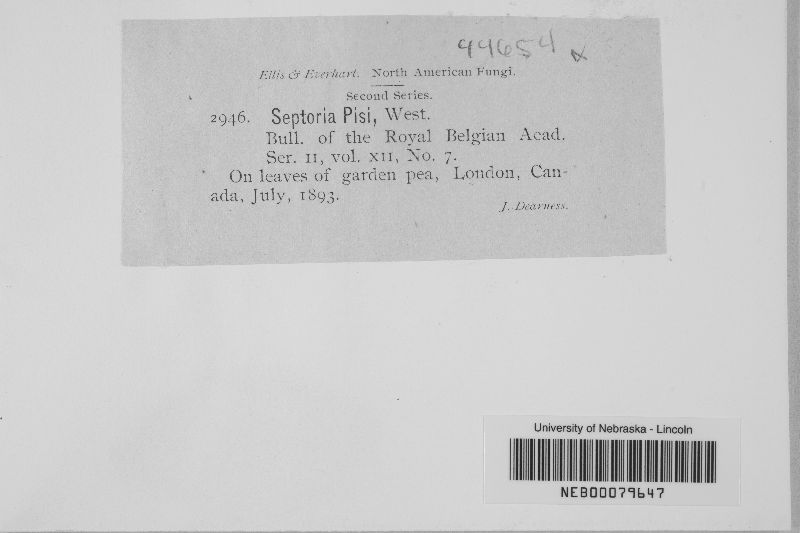 44654
Ellis & Everhart. North American Fungi.
Second Series.
2946. Septoria Pisi, West.
Bull. of the Royal Belgian Acad.
Ser. II, vol. XII, No. 7.
On leaves of garden pea, London, Can-
ada, July, 1893.
J. Dearness.
University of Nebraska - Lincoln
NEB00079647